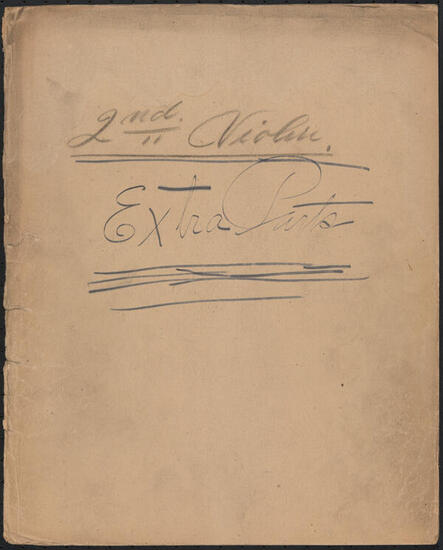 2nd. Violin.
Extra Parts